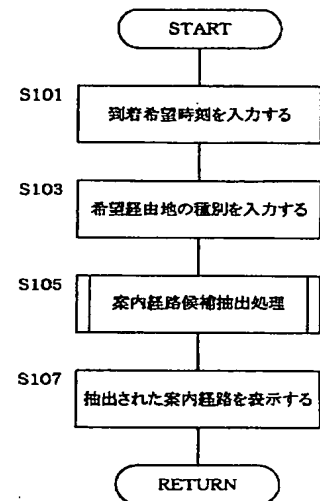 START
S101
到着希望時刻を入力する
S103
希望経由地の種別を入力する
S105
案内経路候補抽出処理
S107
抽出された案内経路を表示する
RETURN